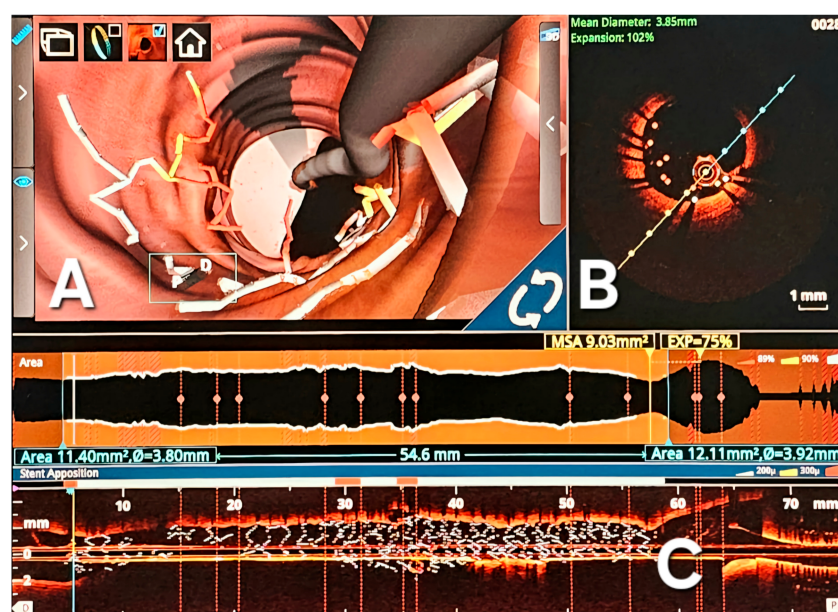 Mean Diameter: 3.85mm
Expansion: 102%
0028
3D
A
D
B
1 mm
MSA 9.03mm²
EXP=75%
Area
89%
90%
Area 11.40mm²,Ø=3.80mm
54.6 mm
Area 12.11mm²,Ø=3.92mm
Stent Apposition
200μ
300μ
10
20
30
40
50
60
70
mm
mm
0
2
C
D
P